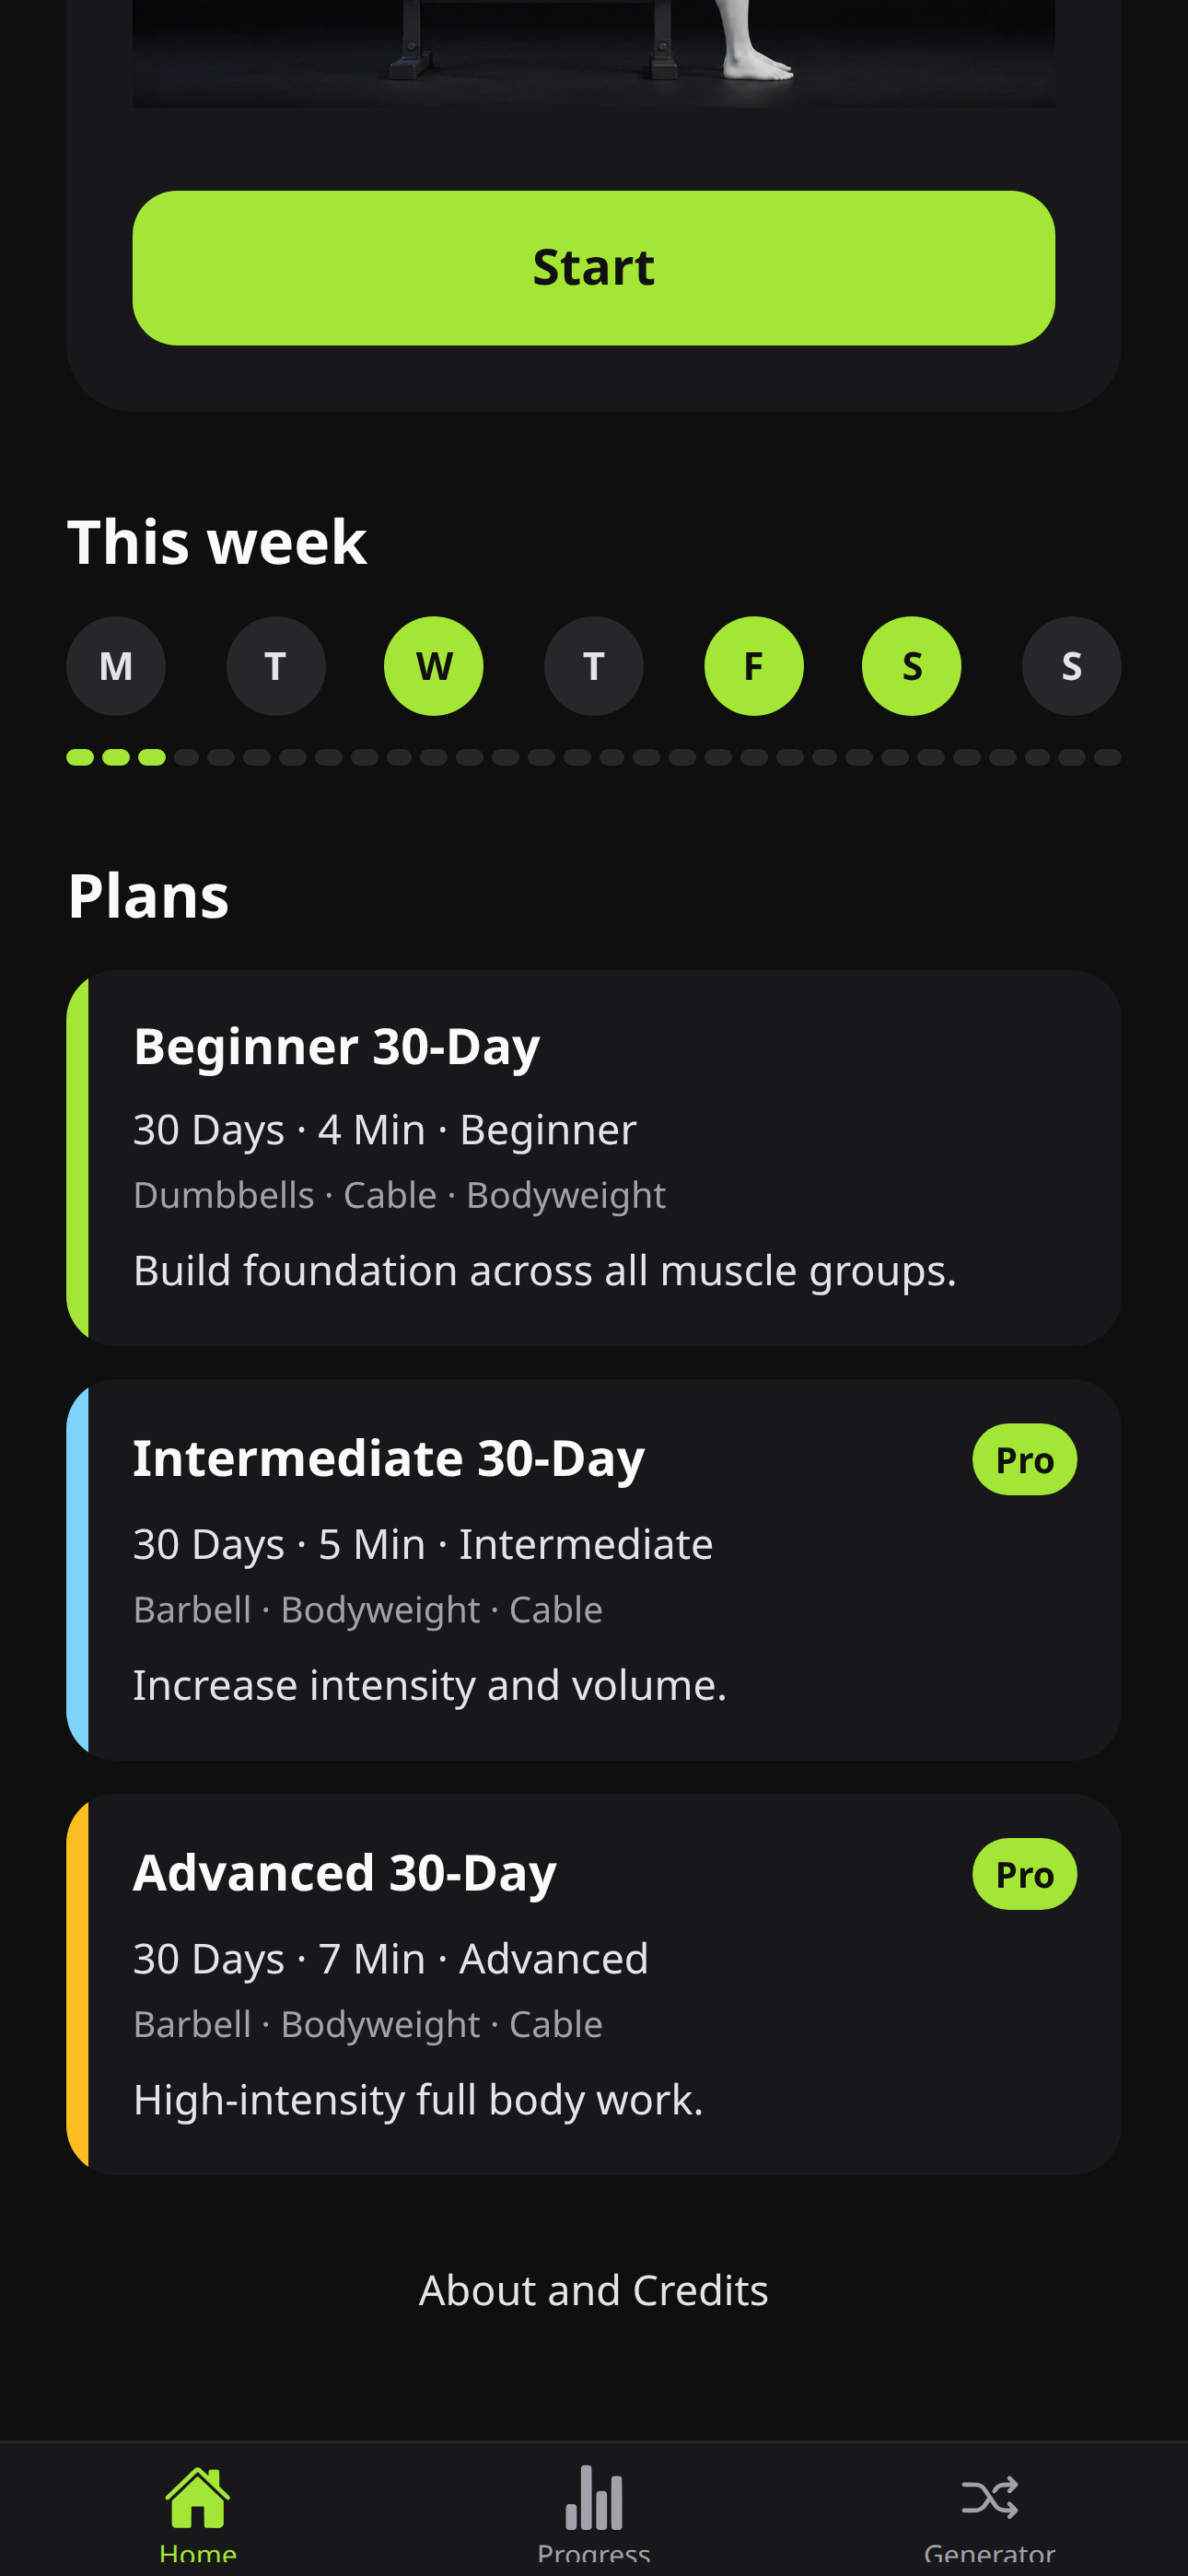 Start
This week
M T W T F S S
Plans
Beginner 30-Day
30 Days · 4 Min · Beginner
Dumbbells · Cable · Bodyweight
Build foundation across all muscle groups.
Intermediate 30-Day Pro
30 Days · 5 Min · Intermediate
Barbell · Bodyweight · Cable
Increase intensity and volume.
Advanced 30-Day Pro
30 Days · 7 Min · Advanced
Barbell · Bodyweight · Cable
High-intensity full body work.
About and Credits
Home Progress Generator